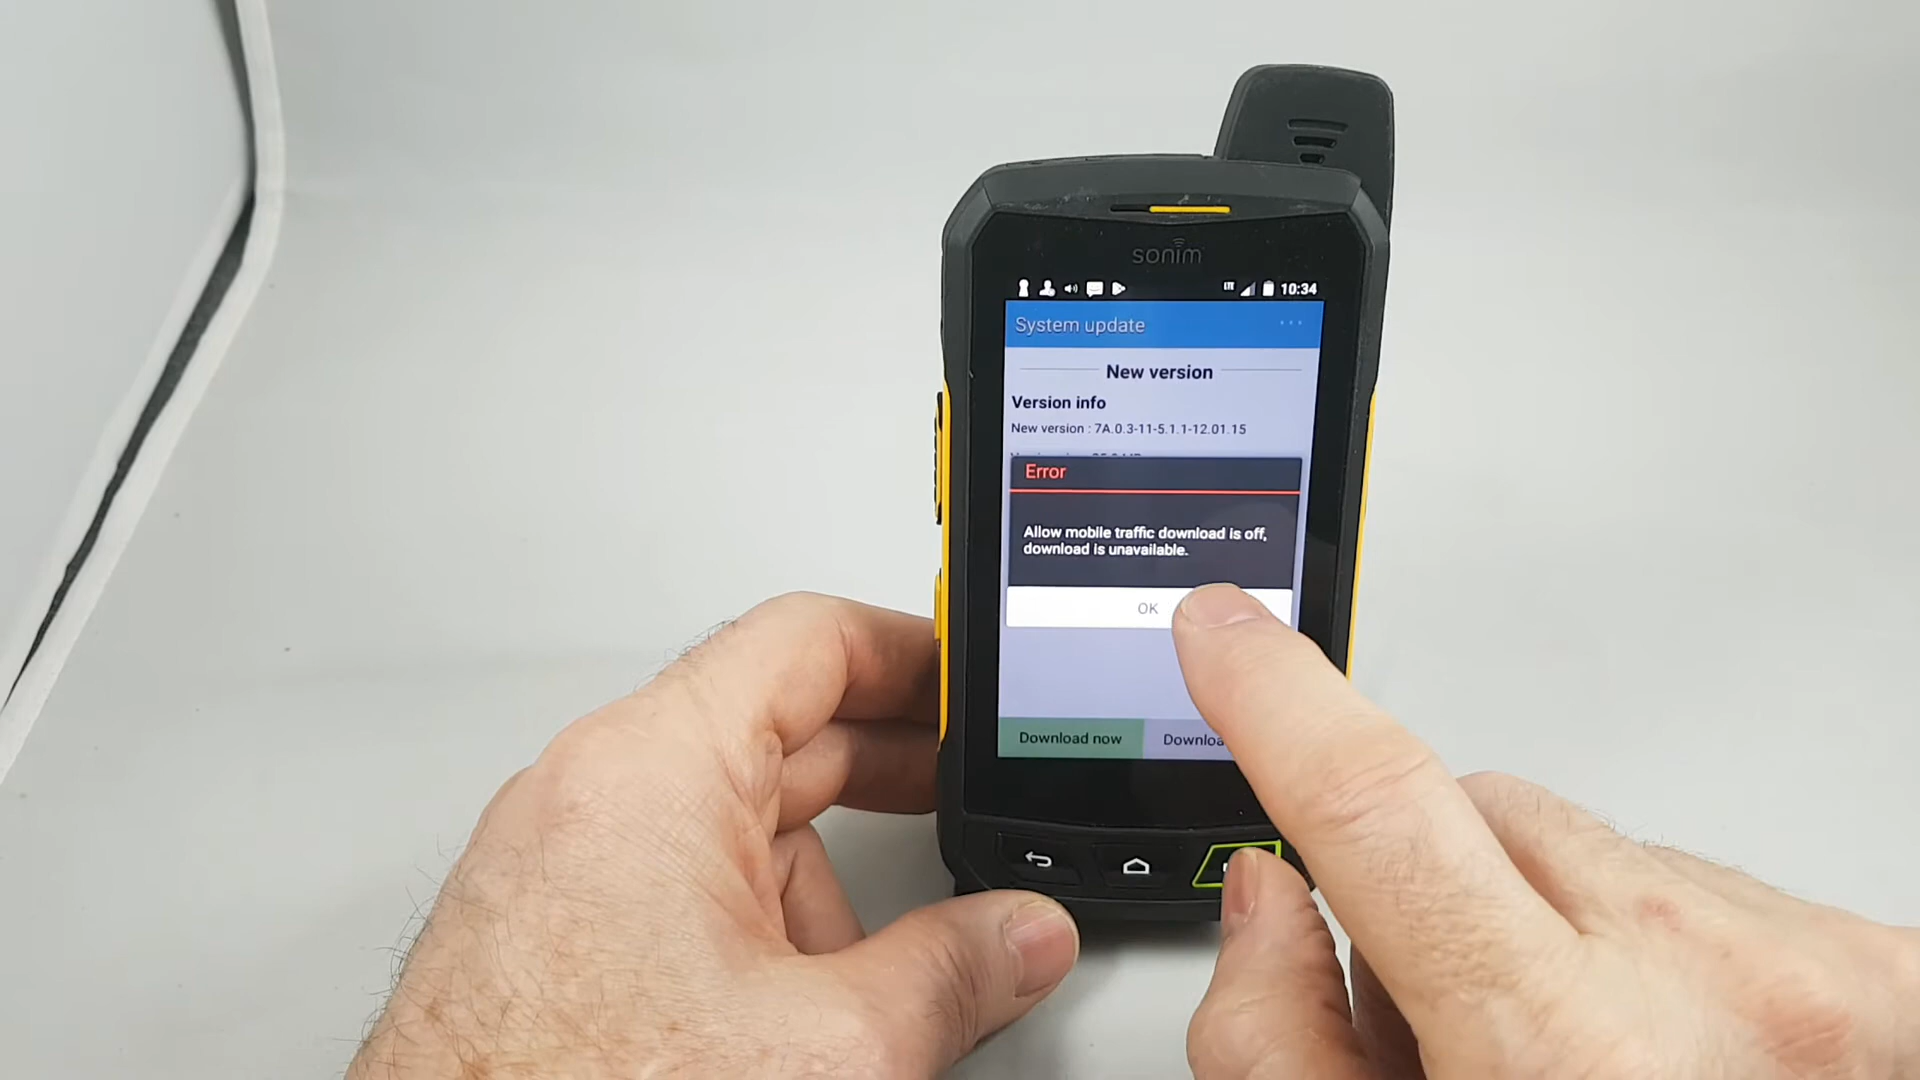 sonim
LTE 10:34
System update
New version
Version info
New version : 7A.0.3-11-5.1.1-12.01.15
Error
Allow mobile traffic download is off,
download is unavailable.
OK
Download now